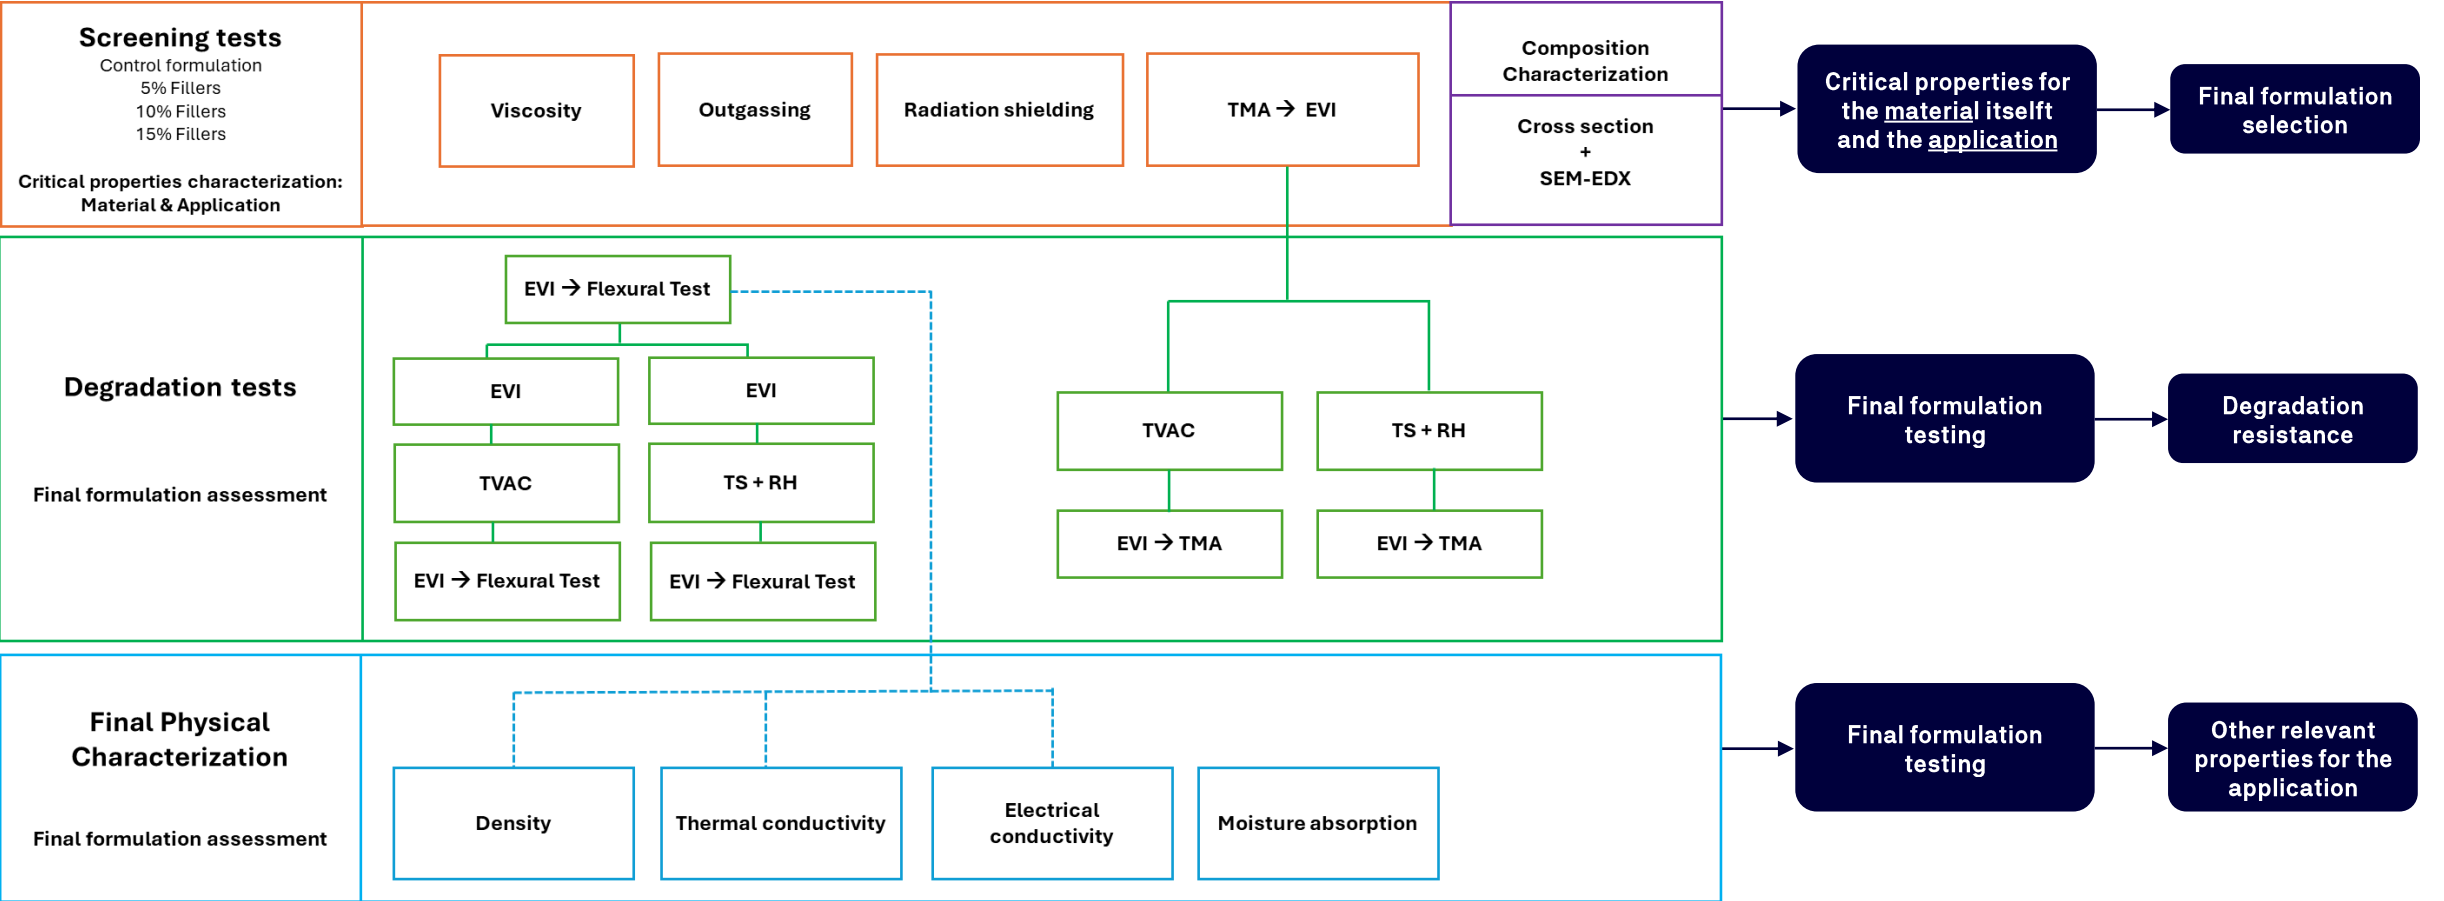 Screening tests
Control formulation
5% Fillers
10% Fillers
15% Fillers
Critical properties characterization:
Material & Application
Viscosity
Outgassing
Radiation shielding
TMA → EVI
Composition
Characterization
Cross section
+
SEM-EDX
Critical properties for
the material itselft
and the application
Final formulation
selection
Degradation tests
Final formulation assessment
EVI → Flexural Test
EVI
EVI
TVAC
TS + RH
EVI → Flexural Test
EVI → Flexural Test
TVAC
TS + RH
EVI → TMA
EVI → TMA
Final formulation
testing
Degradation
resistance
Final Physical
Characterization
Final formulation assessment
Density
Thermal conductivity
Electrical
conductivity
Moisture absorption
Final formulation
testing
Other relevant
properties for the
application